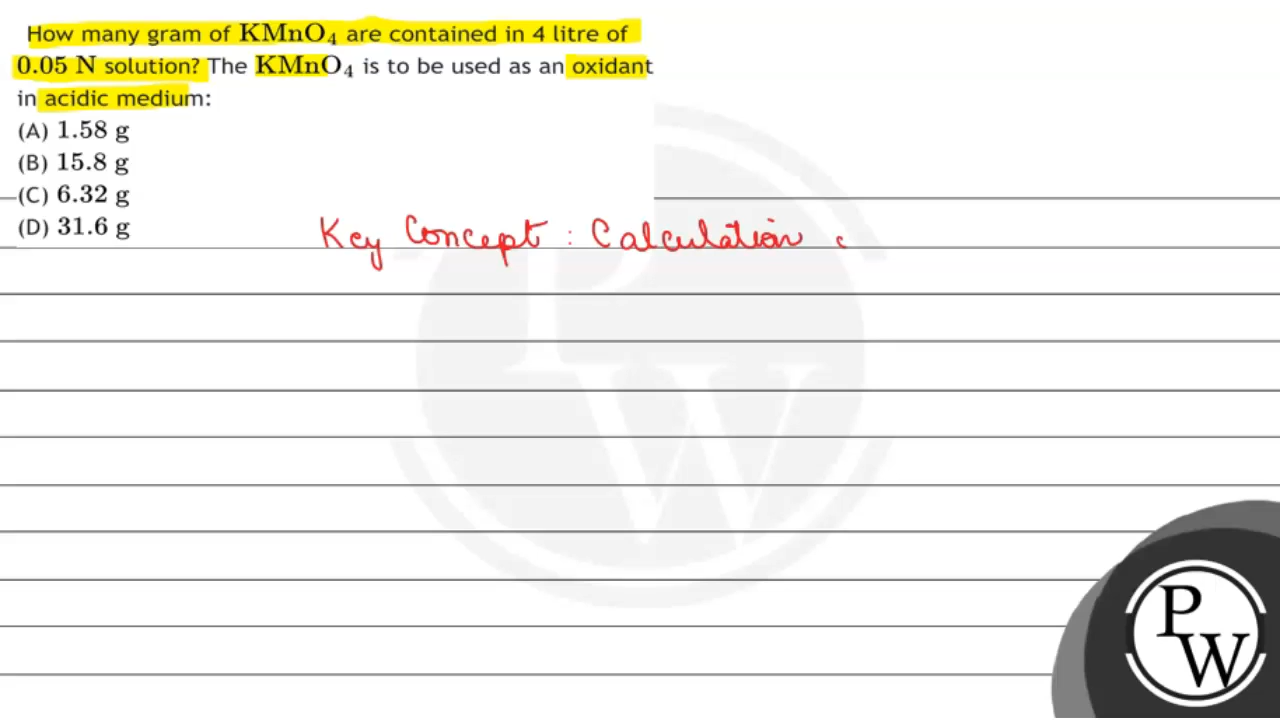 How many gram of KMnO₄ are contained in 4 litre of
0.05 N solution? The KMnO₄ is to be used as an oxidant
in acidic medium:
(A) 1.58 g
(B) 15.8 g
(C) 6.32 g
(D) 31.6 g
Key Concept : Calculation
P
W
P
W